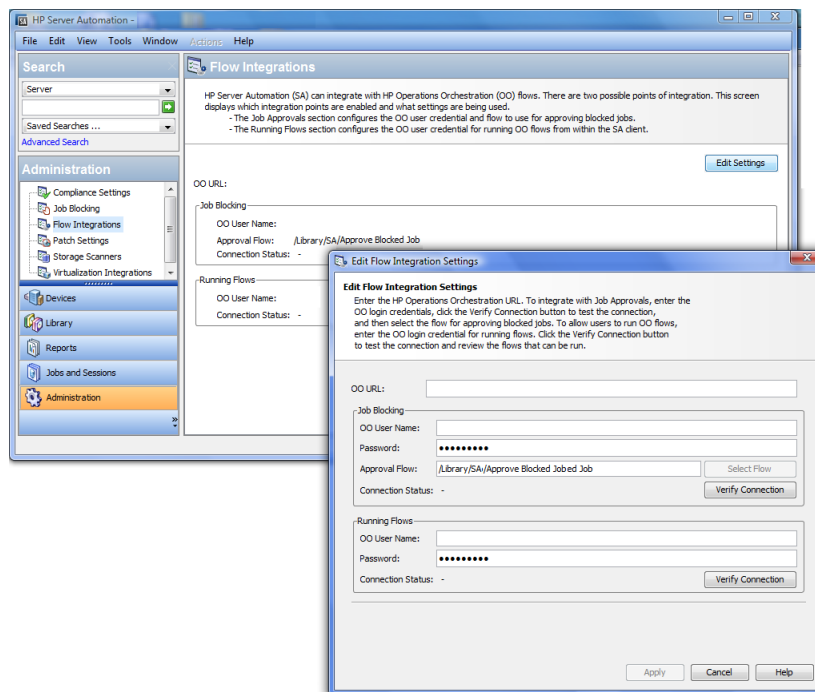 HP Server Automation -
File Edit View Tools Window Actions Help
Search
Server
Saved Searches ...
Advanced Search
Administration
Compliance Settings
Job Blocking
Flow Integrations
Patch Settings
Storage Scanners
Virtualization Integrations
Devices
Library
Reports
Jobs and Sessions
Administration
Flow Integrations
HP Server Automation (SA) can integrate with HP Operations Orchestration (OO) flows. There are two possible points of integration. This screen
displays which integration points are enabled and what settings are being used.
- The Job Approvals section configures the OO user credential and flow to use for approving blocked jobs.
- The Running Flows section configures the OO user credential for running OO flows from within the SA client.
Edit Settings
OO URL:
Job Blocking
OO User Name:
Approval Flow: /Library/SA/Approve Blocked Job
Connection Status: -
Running Flows
OO User Name:
Connection Status: -
Edit Flow Integration Settings
Edit Flow Integration Settings
Enter the HP Operations Orchestration URL. To integrate with Job Approvals, enter the
OO login credentials, click the Verify Connection button to test the connection,
and then select the flow for approving blocked jobs. To allow users to run OO flows,
enter the OO login credential for running flows. Click the Verify Connection button
to test the connection and review the flows that can be run.
OO URL:
Job Blocking
OO User Name:
Password: •••••••••
Approval Flow: /Library/SA/Approve Blocked Jobed Job Select Flow
Connection Status: - Verify Connection
Running Flows
OO User Name:
Password: •••••••••
Connection Status: - Verify Connection
Apply Cancel Help